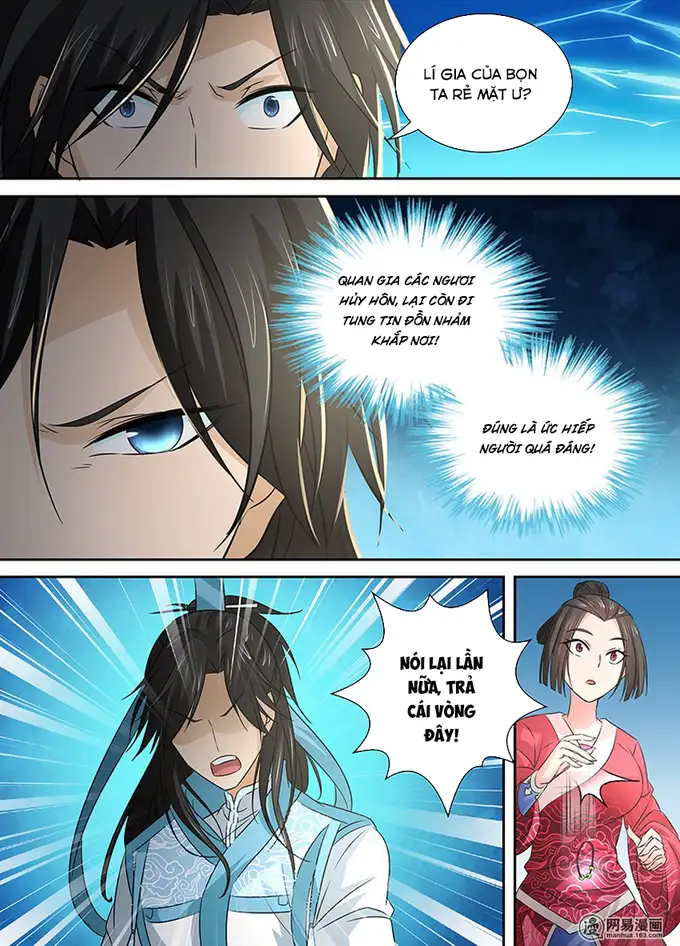 LÍ GIA CỦA BỌN
TA RẺ MẶT Ư?
QUAN GIA CÁC NGƯƠI
HỦY HÔN, LẠI CÒN ĐI
TUNG TIN ĐỒN NHẢM
KHẮP NƠI!
ĐÚNG LÀ ỨC HIẾP
NGƯỜI QUÁ ĐÁNG!
NÓI LẠI LẦN
NỮA, TRẢ
CÁI VÒNG
ĐÂY!
网易漫画
manhua.163.com